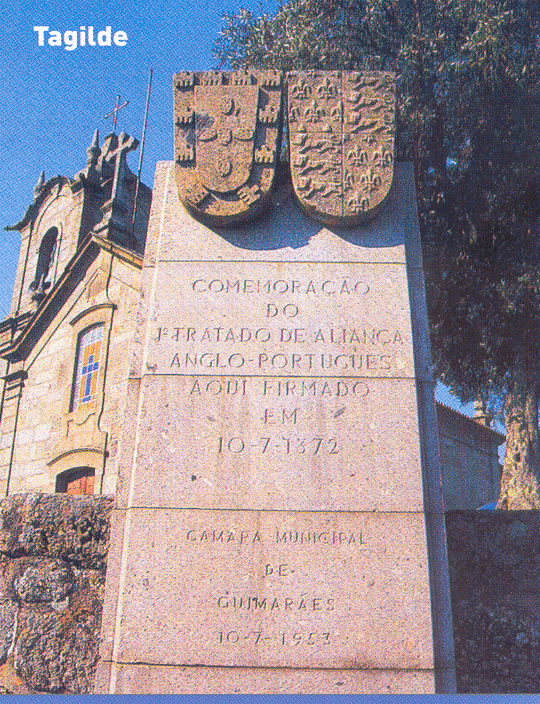 Tagilde
COMEMORAÇÃO
DO
1º TRATADO DE ALIANÇA
ANGLO-PORTUGUÊS
AQUI FIRMADO
EM
10-7-1372
CAMARA MUNICIPAL
DE
GUIMARÃES
10-7-1953